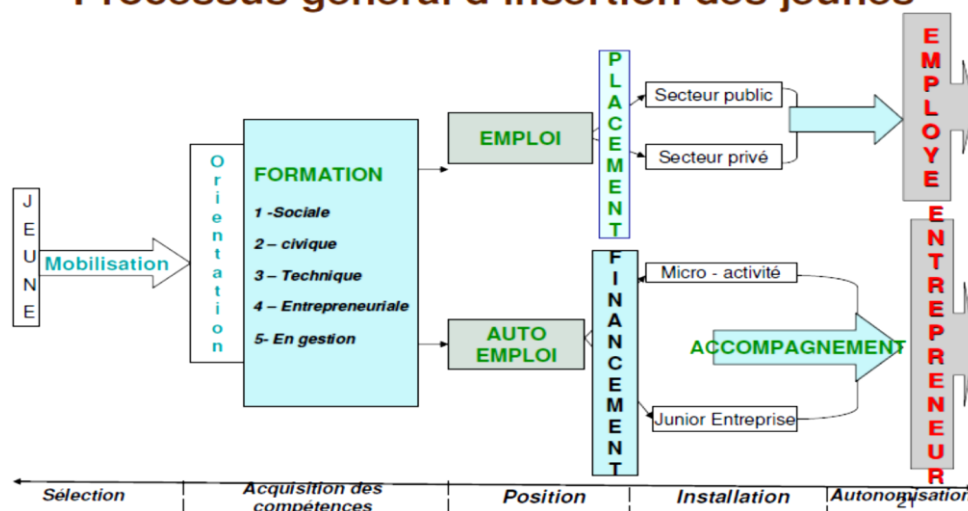 Processus général d'insertion des jeunes
JEUNE
Mobilisation
Orientation
FORMATION
1 -Sociale
2 – civique
3 – Technique
4 – Entrepreneuriale
5- En gestion
EMPLOI
AUTO
EMPLOI
PLACEMENT
FINANCEMENT
Secteur public
Secteur privé
Micro - activité
Junior Entreprise
ACCOMPAGNEMENT
EMPLOYE
ENTREPRENEUR
Sélection
Acquisition des
compétences
Position
Installation
Autonomisation
21